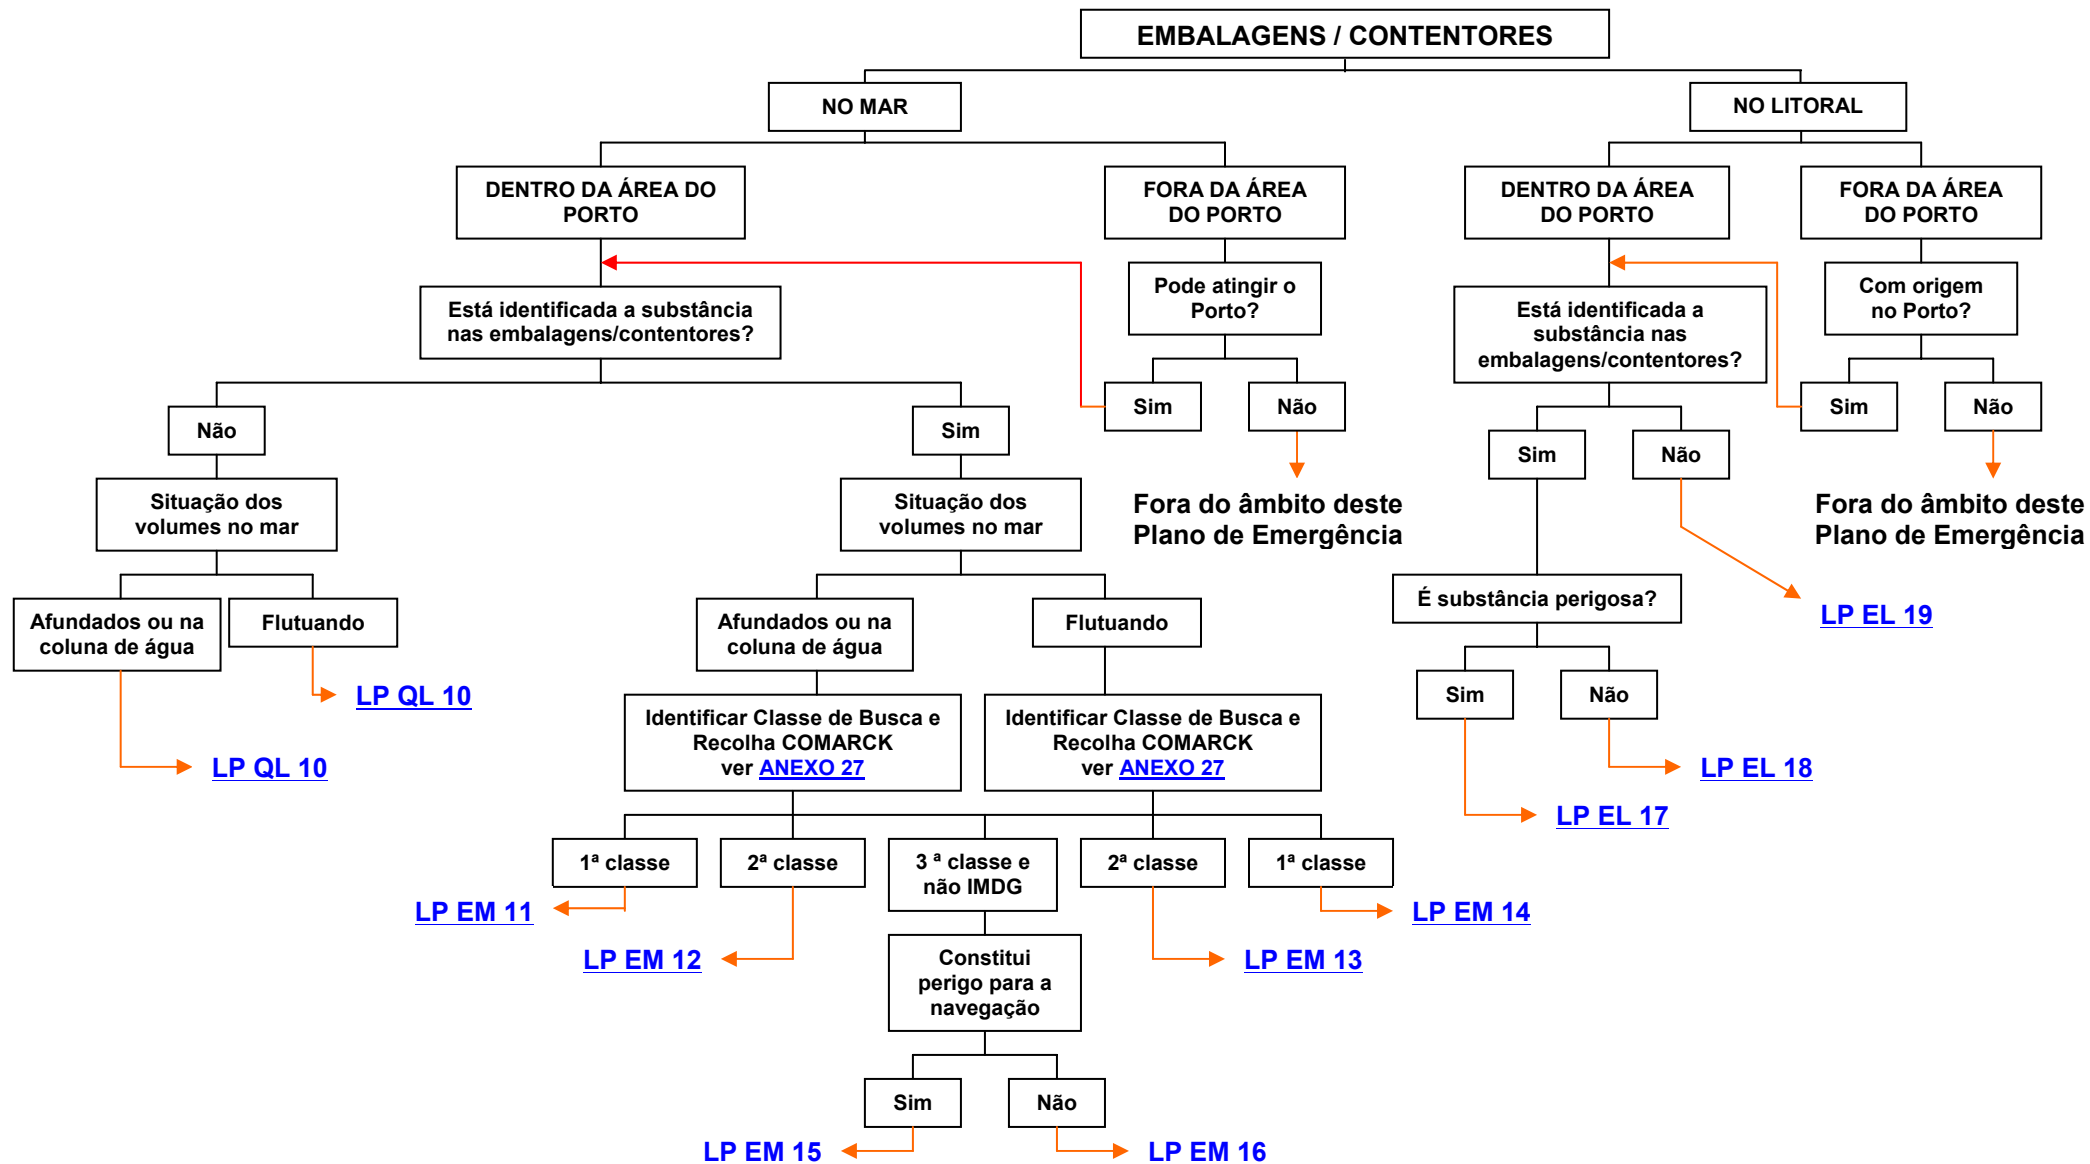 EMBALAGENS / CONTENTORES
NO MAR
NO LITORAL
DENTRO DA ÁREA DO
PORTO
FORA DA ÁREA
DO PORTO
DENTRO DA ÁREA
DO PORTO
FORA DA ÁREA
DO PORTO
Está identificada a substância
nas embalagens/contentores?
Pode atingir o
Porto?
Está identificada a
substância nas
embalagens/contentores?
Com origem
no Porto?
Não
Sim
Sim
Não
Sim
Não
Sim
Não
Situação dos
volumes no mar
Situação dos
volumes no mar
Fora do âmbito deste
Plano de Emergência
Fora do âmbito deste
Plano de Emergência
Afundados ou na
coluna de água
Flutuando
Afundados ou na
coluna de água
Flutuando
É substância perigosa?
LP EL 19
LP QL 10
LP QL 10
Identificar Classe de Busca e
Recolha COMARCK
ver ANEXO 27
Identificar Classe de Busca e
Recolha COMARCK
ver ANEXO 27
Sim
Não
LP EL 18
LP EL 17
1ª classe
2ª classe
3 ª classe e
não IMDG
2ª classe
1ª classe
LP EM 11
LP EM 14
LP EM 12
LP EM 13
Constitui
perigo para a
navegação
Sim
Não
LP EM 15
LP EM 16